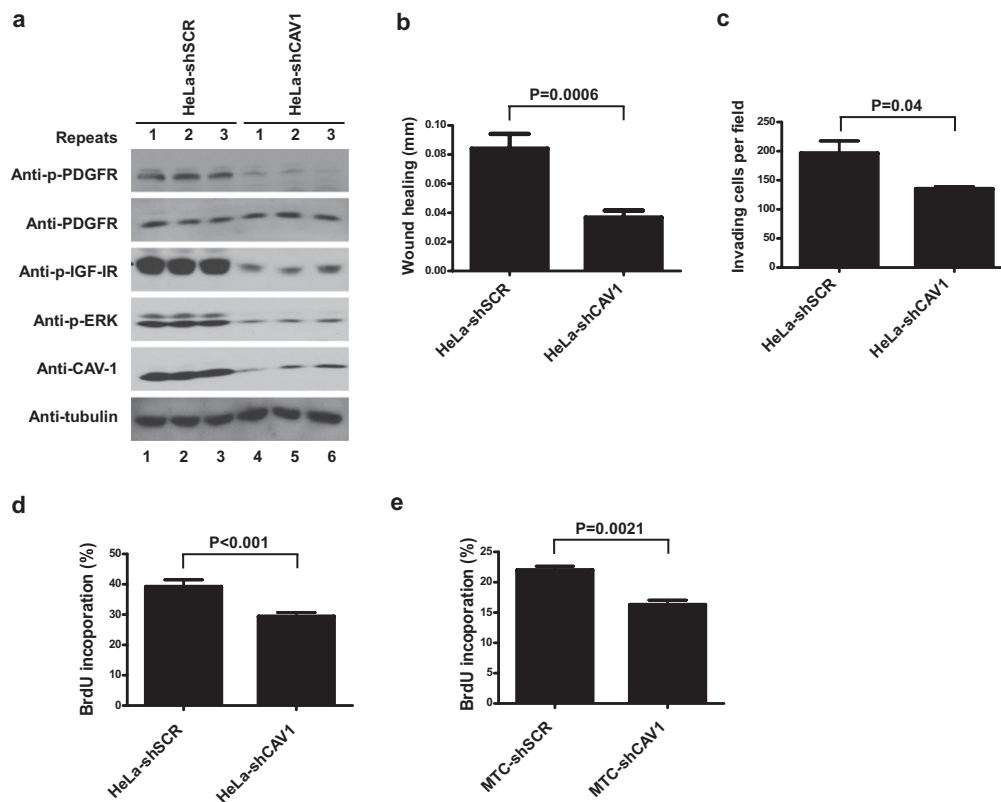 a
HeLa-shSCR
HeLa-shCAV1
Repeats 1 2 3 1 2 3
Anti-p-PDGFR
Anti-PDGFR
Anti-p-IGF-IR
Anti-p-ERK
Anti-CAV-1
Anti-tubulin
1 2 3 4 5 6
b
P=0.0006
Wound healing (mm)
0.10
0.08
0.06
0.04
0.02
0.00
HeLa-shSCR
HeLa-shCAV1
c
P=0.04
Invading cells per field
250
200
150
100
50
0
HeLa-shSCR
HeLa-shCAV1
d
P<0.001
BrdU incoporation (%)
50
40
30
20
10
0
HeLa-shSCR
HeLa-shCAV1
e
P=0.0021
BrdU incoporation (%)
25
20
15
10
5
0
MTC-shSCR
MTC-shCAV1